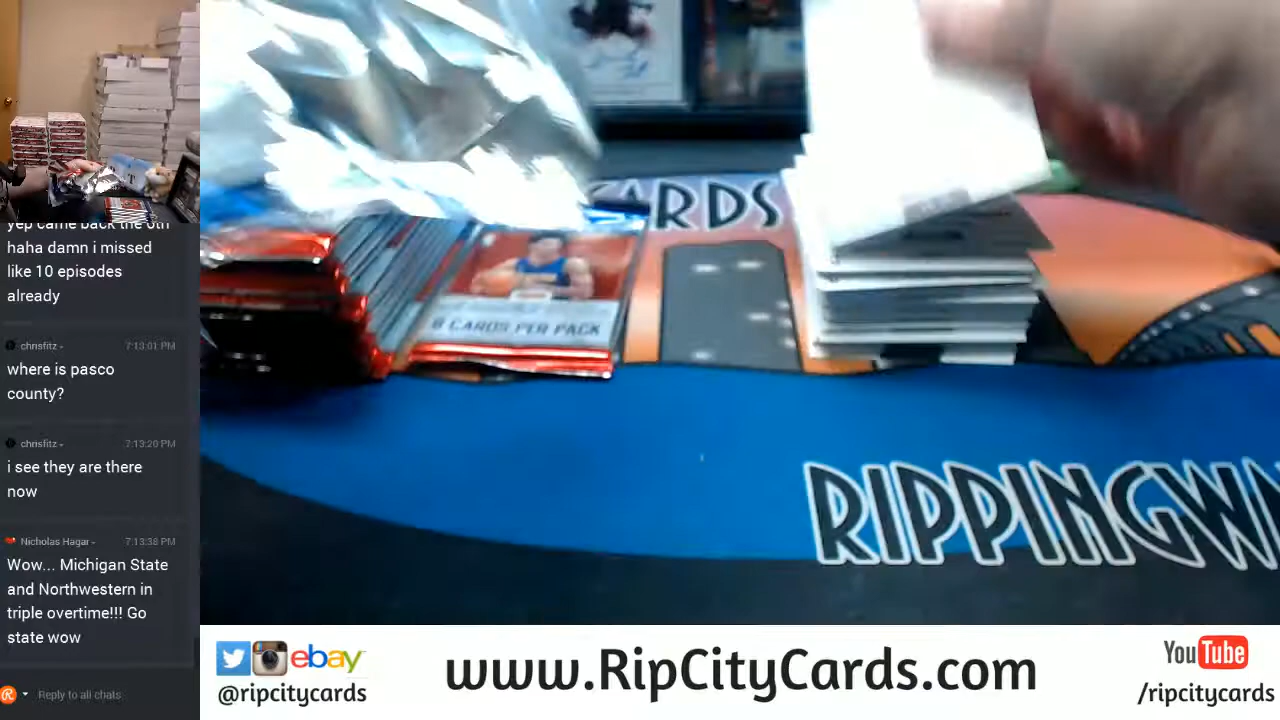 yep came back the 6th
haha damn i missed
like 10 episodes
already
chrisfitz 7:13:01 PM
where is pasco
county?
chrisfitz 7:13:20 PM
i see they are there
now
Nicholas Hagar 7:13:38 PM
Wow... Michigan State
and Northwestern in
triple overtime!!! Go
state wow
Reply to all chats
CARDS
8 CARDS PER PACK
RIPPINGWA
ebay
@ripcitycards
www.RipCityCards.com
YouTube
/ripcitycards